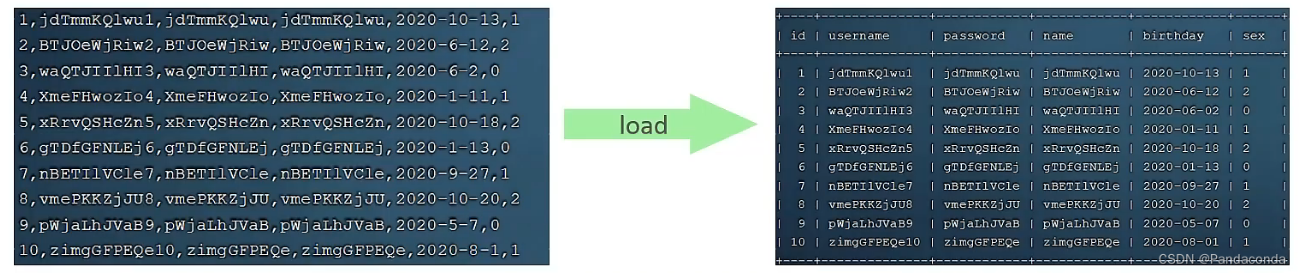 1,jdTmmKQlwu1,jdTmmKQlwu,jdTmmKQlwu,2020-10-13,1
2,BTJOeWjRiw2,BTJOeWjRiw,BTJOeWjRiw,2020-6-12,2
3,waQTJIIlHI3,waQTJIIlHI,waQTJIIlHI,2020-6-2,0
4,XmeFHwozIo4,XmeFHwozIo,XmeFHwozIo,2020-1-11,1
5,xRrvQSHcZn5,xRrvQSHcZn,xRrvQSHcZn,2020-10-18,2
6,gTDfGFNLEj6,gTDfGFNLEj,gTDfGFNLEj,2020-1-13,0
7,nBETIlVCle7,nBETIlVCle,nBETIlVCle,2020-9-27,1
8,vmePKKZjJU8,vmePKKZjJU,vmePKKZjJU,2020-10-20,2
9,pWjaLhJVaB9,pWjaLhJVaB,pWjaLhJVaB,2020-5-7,0
10,zimgGFPEQe10,zimgGFPEQe,zimgGFPEQe,2020-8-1,1
load
+----+--------------+------------+------------+------------+------+
| id | username | password | name | birthday | sex |
+----+--------------+------------+------------+------------+------+
| 1 | jdTmmKQlwu1 | jdTmmKQlwu | jdTmmKQlwu | 2020-10-13 | 1
| 2 | BTJOeWjRiw2 | BTJOeWjRiw | BTJOeWjRiw | 2020-06-12 | 2
| 3 | waQTJIIlHI3 | waQTJIIlHI | waQTJIIlHI | 2020-06-02 | 0
| 4 | XmeFHwozIo4 | XmeFHwozIo | XmeFHwozIo | 2020-01-11 | 1
| 5 | xRrvQSHcZn5 | xRrvQSHcZn | xRrvQSHcZn | 2020-10-18 | 2
| 6 | gTDfGFNLEj6 | gTDfGFNLEj | gTDfGFNLEj | 2020-01-13 | 0
| 7 | nBETIlVCle7 | nBETIlVCle | nBETIlVCle | 2020-09-27 | 1
| 8 | vmePKKZjJU8 | vmePKKZjJU | vmePKKZjJU | 2020-10-20 | 2
| 9 | pWjaLhJVaB9 | pWjaLhJVaB | pWjaLhJVaB | 2020-05-07 | 0
| 10 | zimgGFPEQe10 | zimgGFPEQe | zimgGFPEQe | 2020-08-01 | 1
+----+--------------+------------+------------+------------+------+
CSDN @Pandaconda